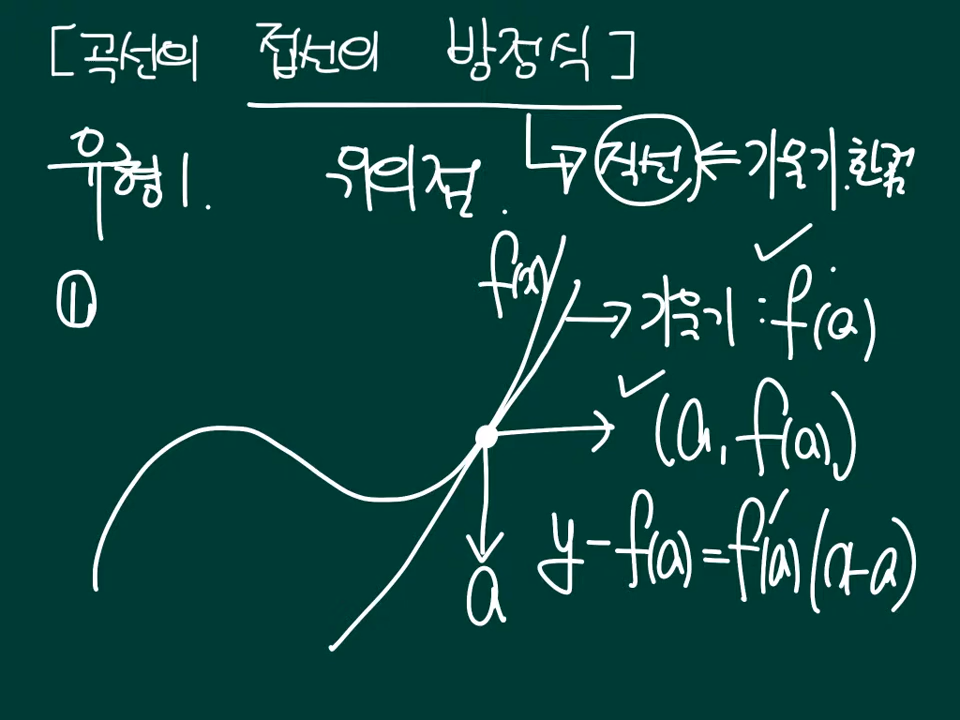 [곡선의 접선의 방정식]
유형 1. 위의 점. → 직선 ⇐ 기울기, 한 점
①
f(x)
→ 기울기 : f'(a)
→ (a, f(a))
a
y - f(a) = f'(a)(x-a)